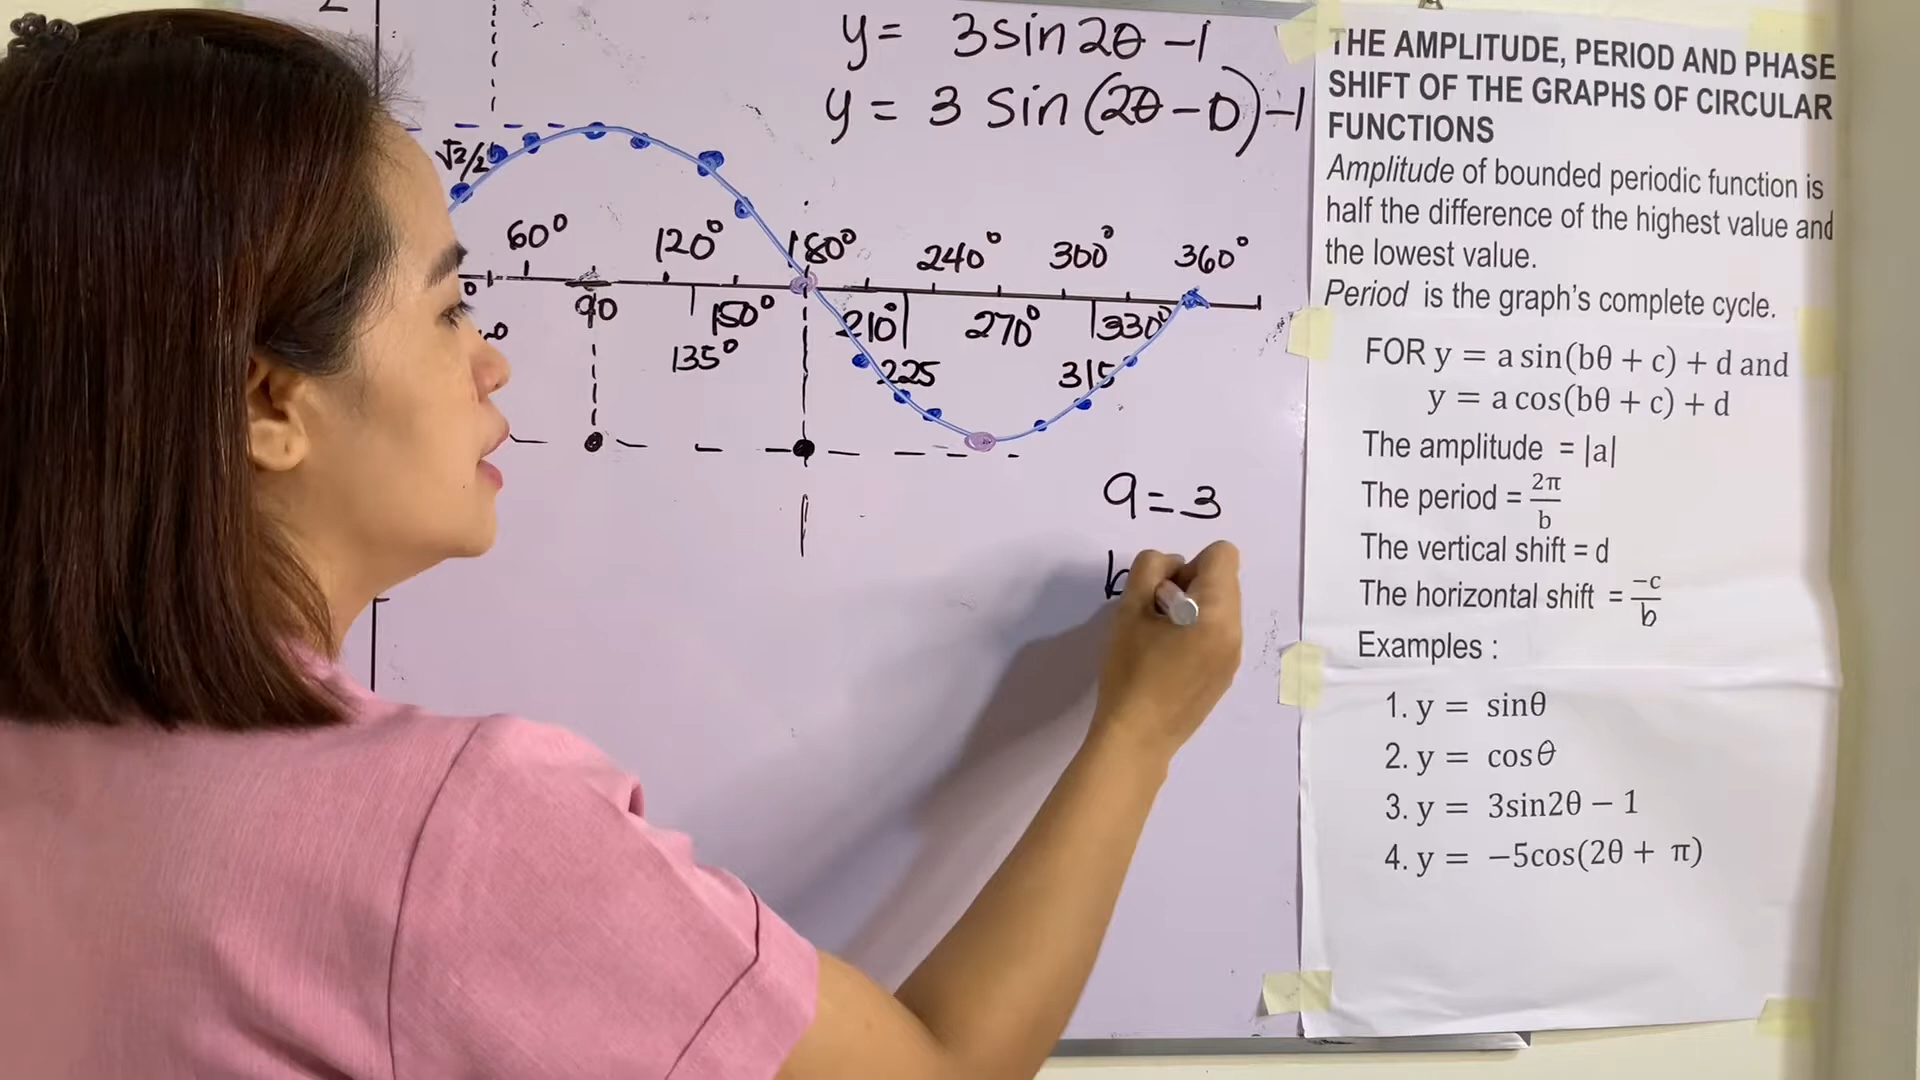 y = 3sin2θ -1
y = 3 Sin (2θ - 0) -1
√2/2
60° 120° 180° 240° 300° 360°
90 150° 210° 270° 330°
135° 225 315
a = 3
b
THE AMPLITUDE, PERIOD AND PHASE
SHIFT OF THE GRAPHS OF CIRCULAR
FUNCTIONS
Amplitude of bounded periodic function is
half the difference of the highest value and
the lowest value.
Period is the graph's complete cycle.
FOR y = a sin(bθ + c) + d and
y = a cos(bθ + c) + d
The amplitude = |a|
The period = 2π/b
The vertical shift = d
The horizontal shift = -c/b
Examples :
1. y = sinθ
2. y = cosθ
3. y = 3sin2θ − 1
4. y = −5cos(2θ + π)